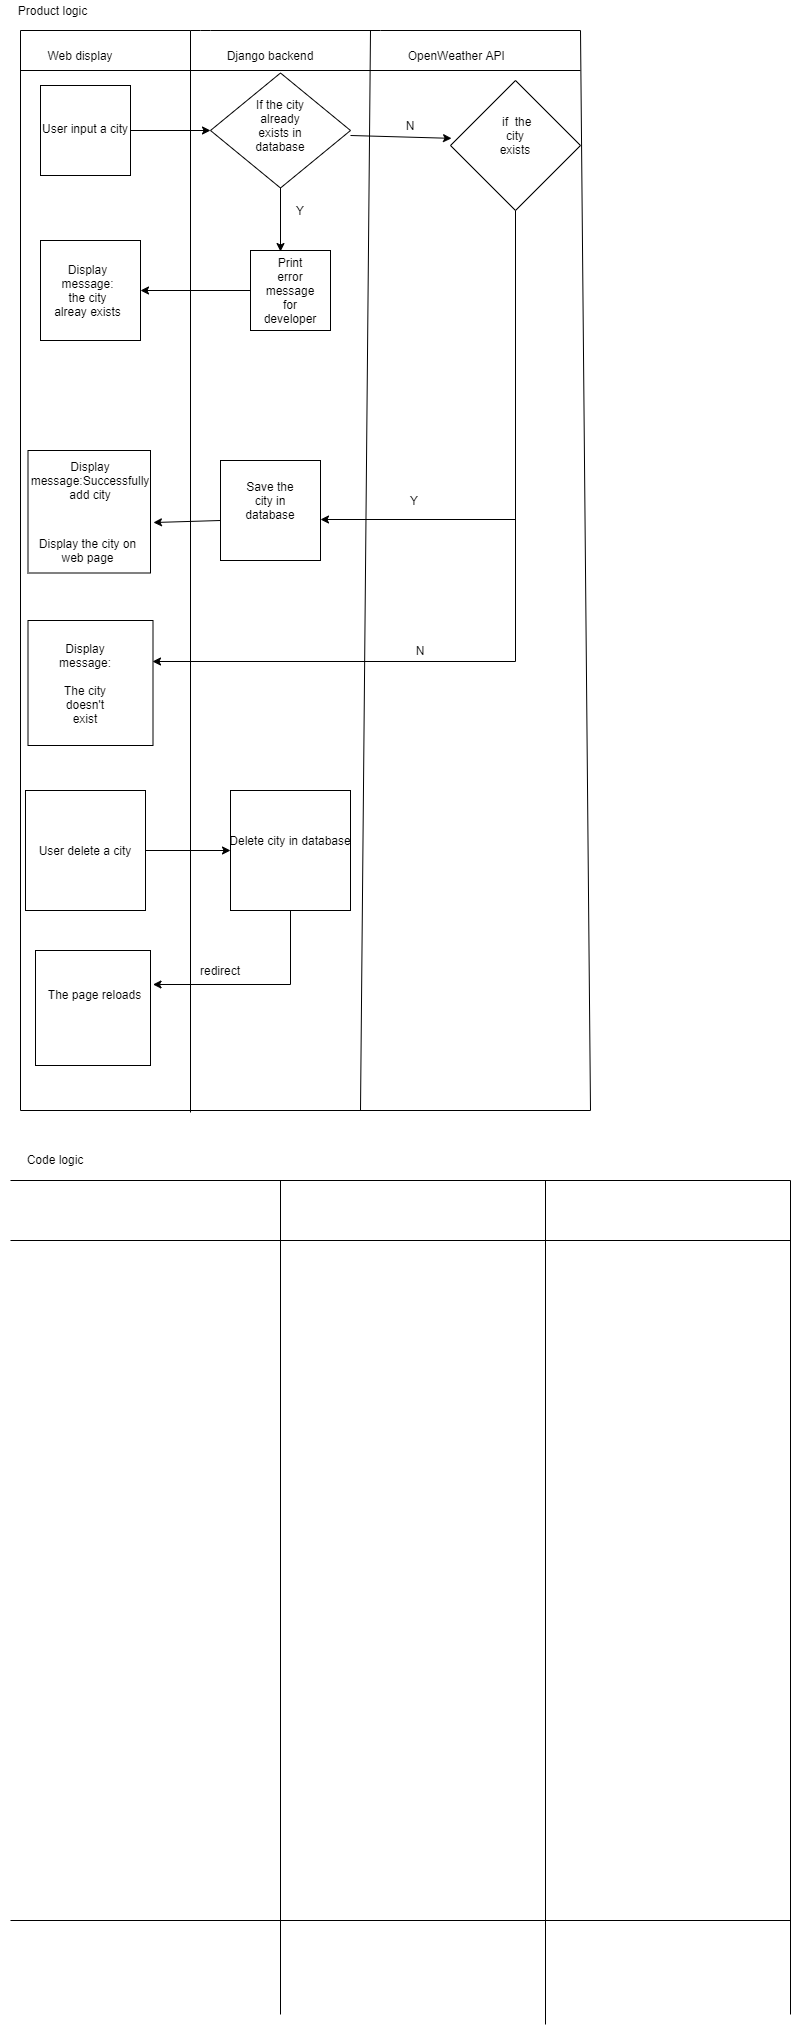 Product logic
Web display
Django backend
OpenWeather API
User input a city
If the city
already
exists in
database
N
if the
city
exists
Y
Display
message:
the city
alreay exists
Print
error
message
for
developer
Display
message:Successfully
add city
Display the city on
web page
Save the
city in
database
Y
Display
message:
The city
doesn't
exist
N
User delete a city
Delete city in database
redirect
The page reloads
Code logic